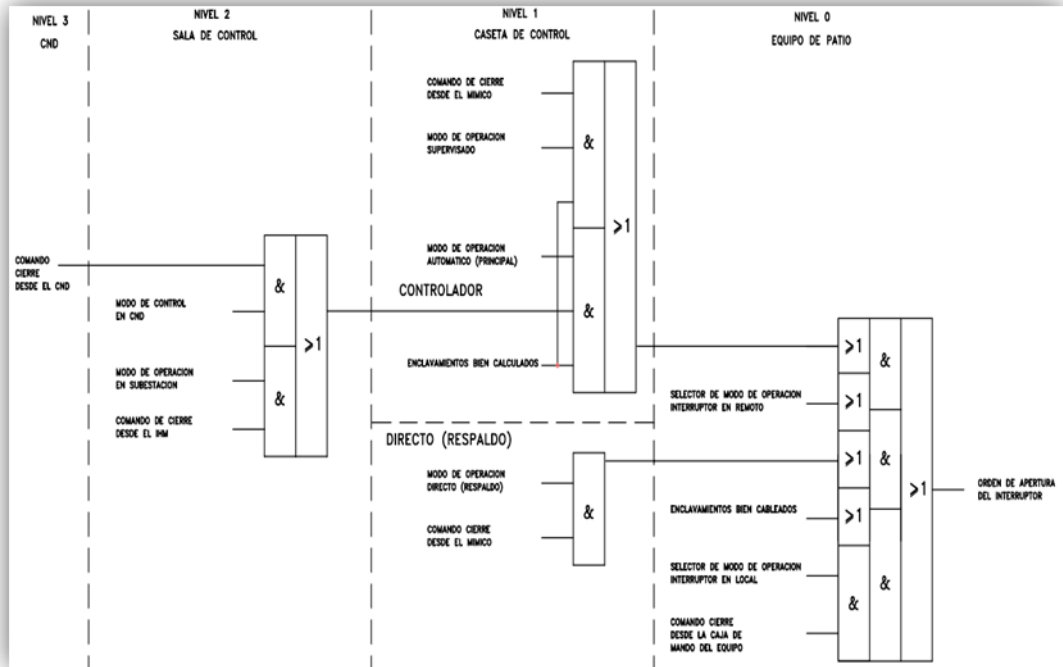 NIVEL 3
CND
NIVEL 2
SALA DE CONTROL
NIVEL 1
CASETA DE CONTROL
NIVEL 0
EQUIPO DE PATIO
COMANDO
CIERRE
DESDE EL CND
MODO DE CONTROL
EN CND
MODO DE OPERACION
EN SUBESTACION
COMANDO DE CIERRE
DESDE EL IHM
&
&
>1
COMANDO DE CIERRE
DESDE EL MIMICO
MODO DE OPERACION
SUPERVISADO
MODO DE OPERACION
AUTOMATICO (PRINCIPAL)
CONTROLADOR
ENCLAVAMIENTOS BIEN CALCULADOS
&
&
>1
DIRECTO (RESPALDO)
MODO DE OPERACION
DIRECTO (RESPALDO)
COMANDO CIERRE
DESDE EL MIMICO
&
SELECTOR DE MODO DE OPERACION
INTERRUPTOR EN REMOTO
ENCLAVAMIENTOS BIEN CABLEADOS
SELECTOR DE MODO DE OPERACION
INTERRUPTOR EN LOCAL
COMANDO CIERRE
DESDE LA CAJA DE
MANDO DEL EQUIPO
>1
>1
>1
>1
&
&
&
&
>1
ORDEN DE APERTURA
DEL INTERRUPTOR